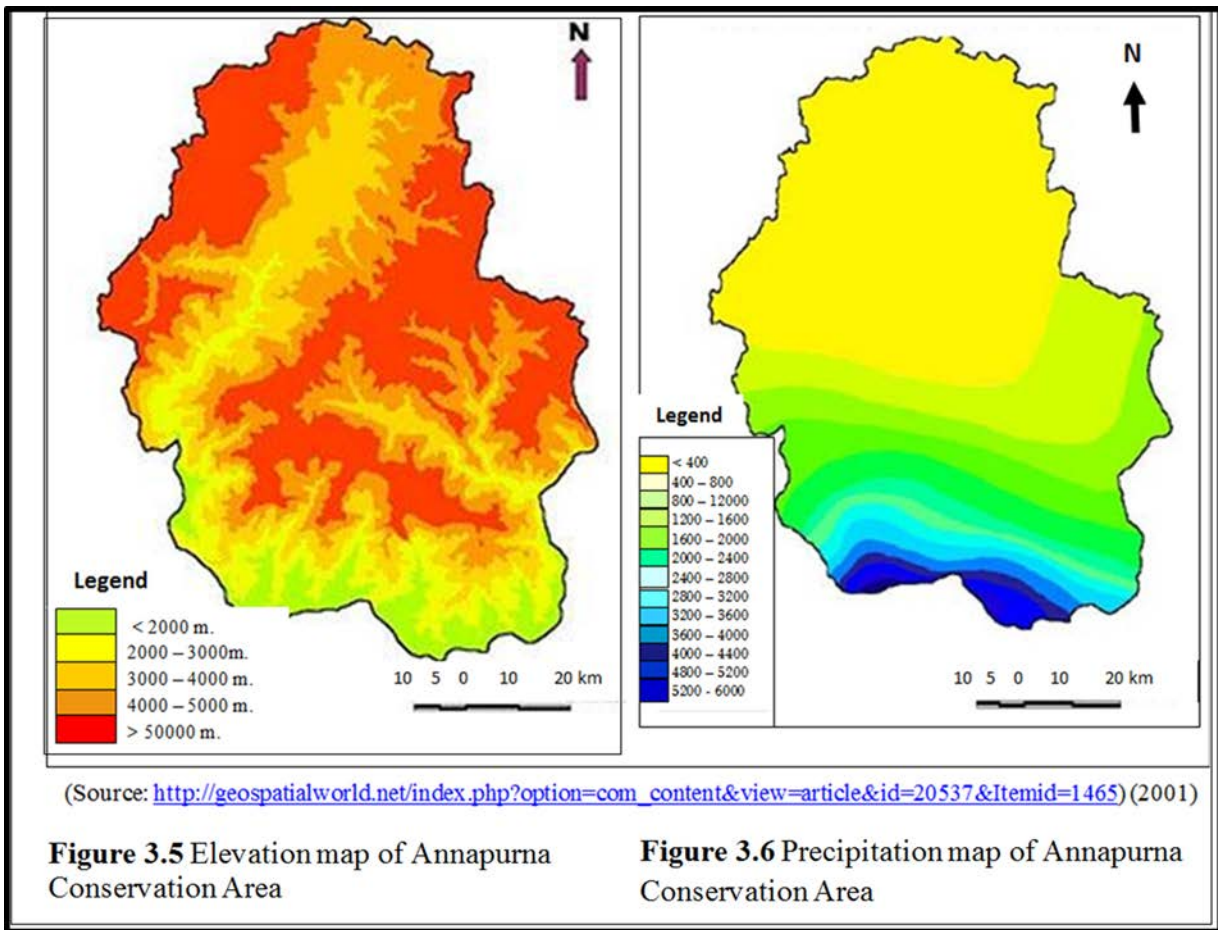 N
Legend
< 2000 m.
2000 – 3000m.
3000 – 4000 m.
4000 – 5000 m.
> 50000 m.
10 5 0 10 20 km
N
Legend
< 400
400 – 800
800 – 12000
1200 – 1600
1600 – 2000
2000 – 2400
2400 – 2800
2800 – 3200
3200 – 3600
3600 – 4000
4000 – 4400
4800 – 5200
5200 - 6000
10 5 0 10 20 km
(Source: http://geospatialworld.net/index.php?option=com_content&view=article&id=20537&Itemid=1465) (2001)
Figure 3.5 Elevation map of Annapurna
Conservation Area
Figure 3.6 Precipitation map of Annapurna
Conservation Area